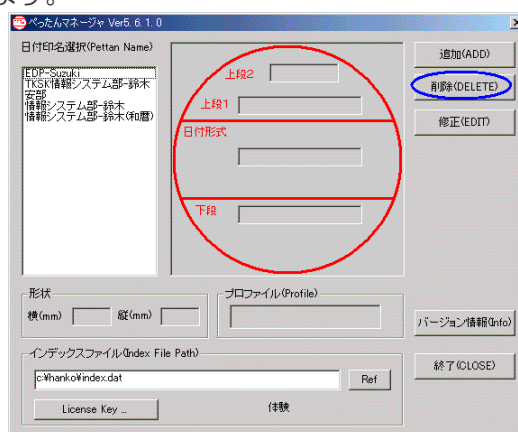 ます。
ぺったんマネージャ Ver5. 6. 1. 0
日付印名選択(Pettan Name)
EDP-Suzuki
TKSK情報システム部-鈴木
安部
情報システム部-鈴木
情報システム部-鈴木(和暦)
上段2
上段1
日付形式
下段
追加(ADD)
削除(DELETE)
修正(EDIT)
形状
横(mm)
縦(mm)
プロファイル(Profile)
バージョン情報(Info)
インデックスファイル(Index File Path)
c:¥hanko¥index.dat
Ref
終了(CLOSE)
License Key ...
体験